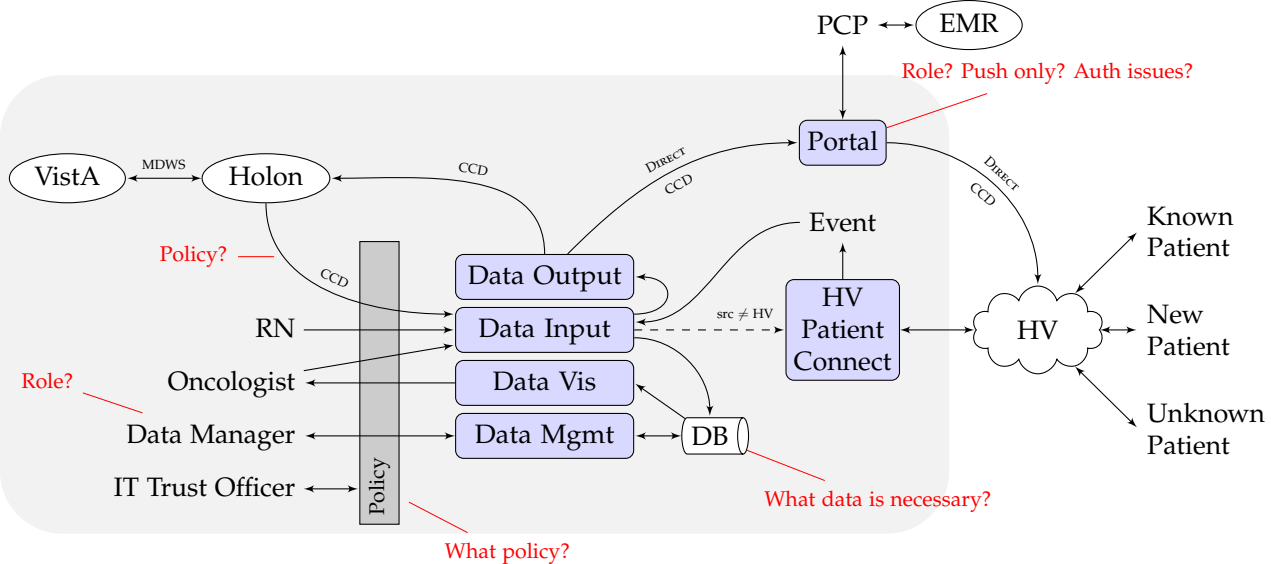 PCP
EMR
Role? Push only? Auth issues?
Portal
DIRECT
CCD
DIRECT
CCD
VistA
MDWS
Holon
CCD
Policy?
CCD
Event
Known
Patient
Data Output
HV
Patient
Connect
RN
Data Input
src ≠ HV
HV
New
Patient
Role?
Oncologist
Data Vis
Unknown
Patient
Data Manager
Data Mgmt
DB
IT Trust Officer
Policy
What data is necessary?
What policy?